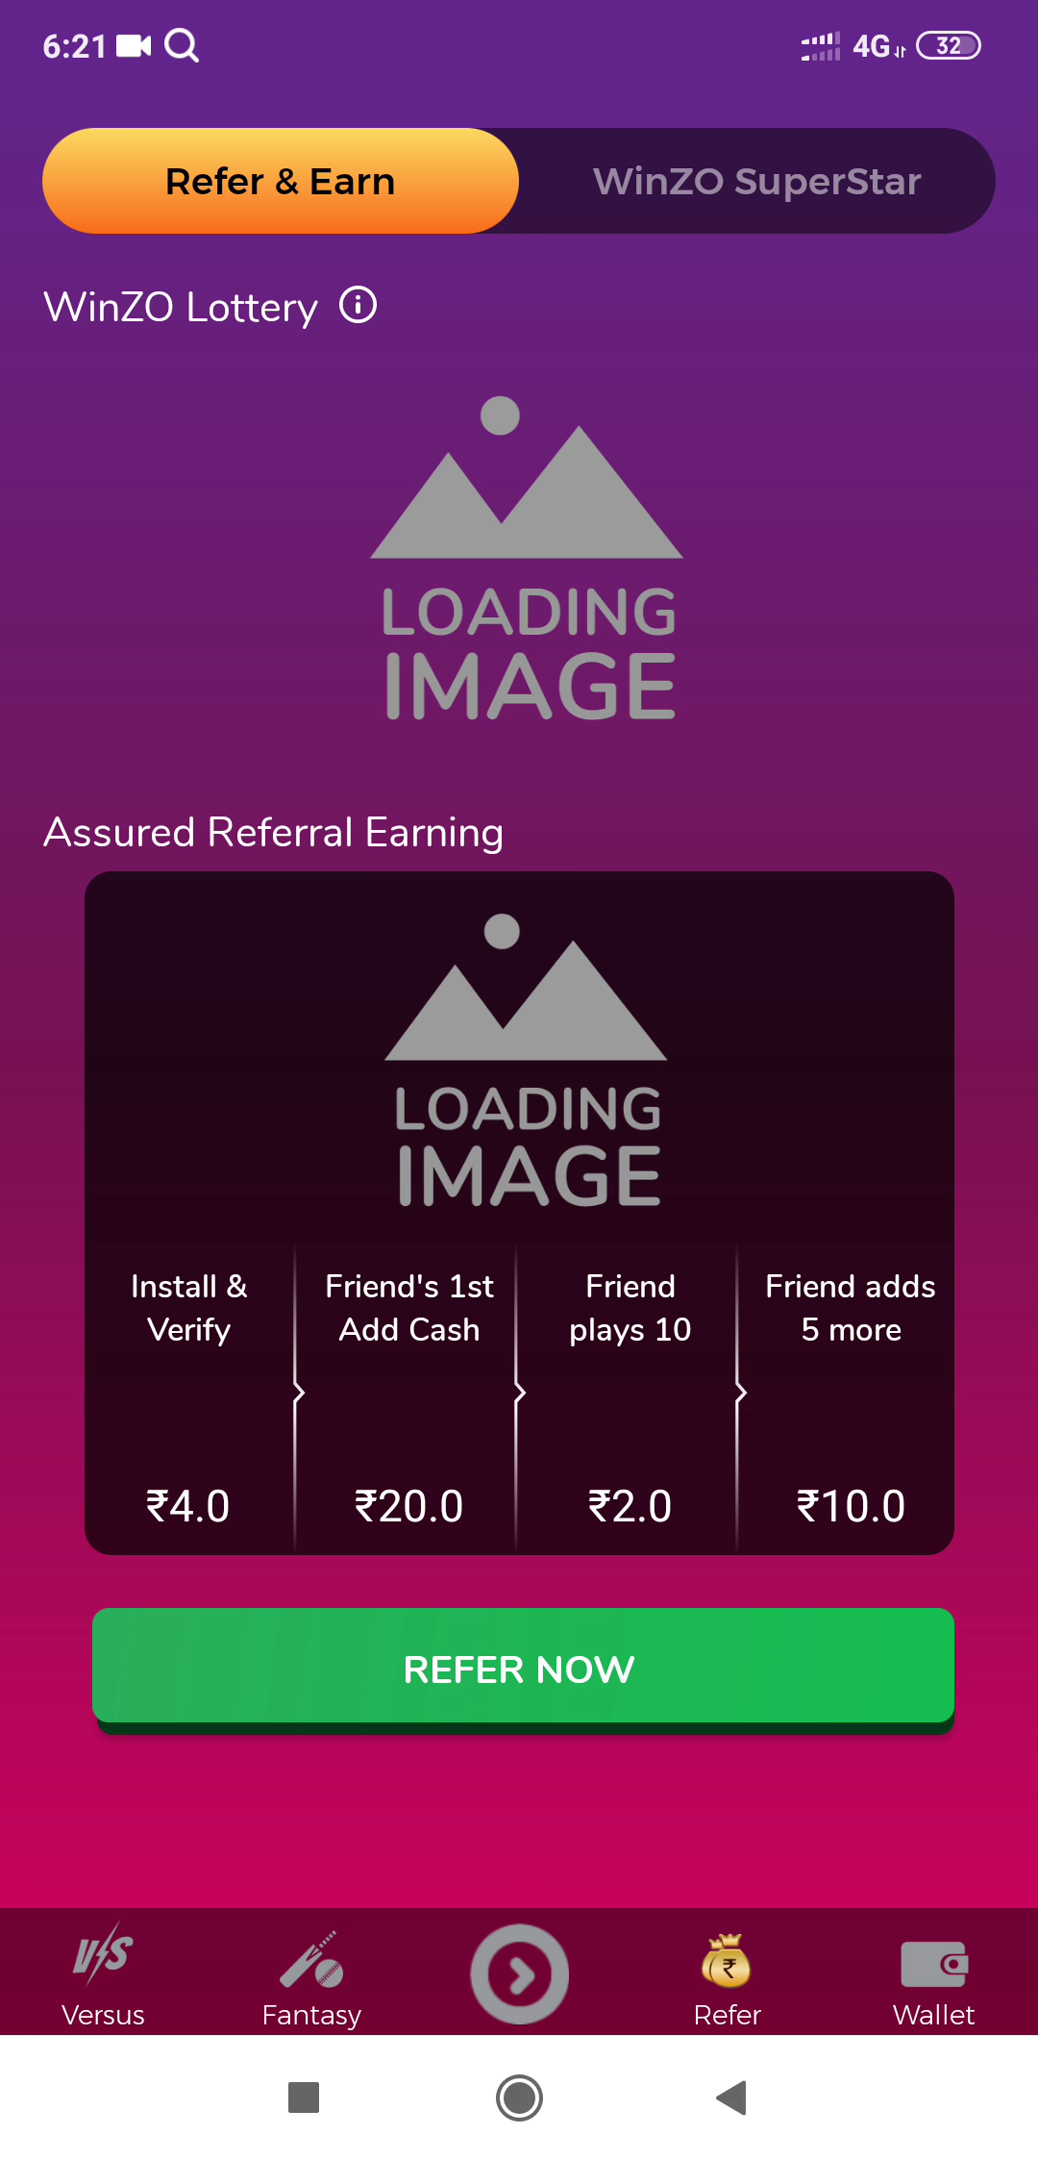 6:21
4G
32
Refer & Earn
WinZO SuperStar
WinZO Lottery
LOADING
IMAGE
Assured Referral Earning
LOADING
IMAGE
Install &
Verify
Friend's 1st
Add Cash
Friend
plays 10
Friend adds
5 more
₹4.0
₹20.0
₹2.0
₹10.0
REFER NOW
VS
₹
Versus
Fantasy
Refer
Wallet